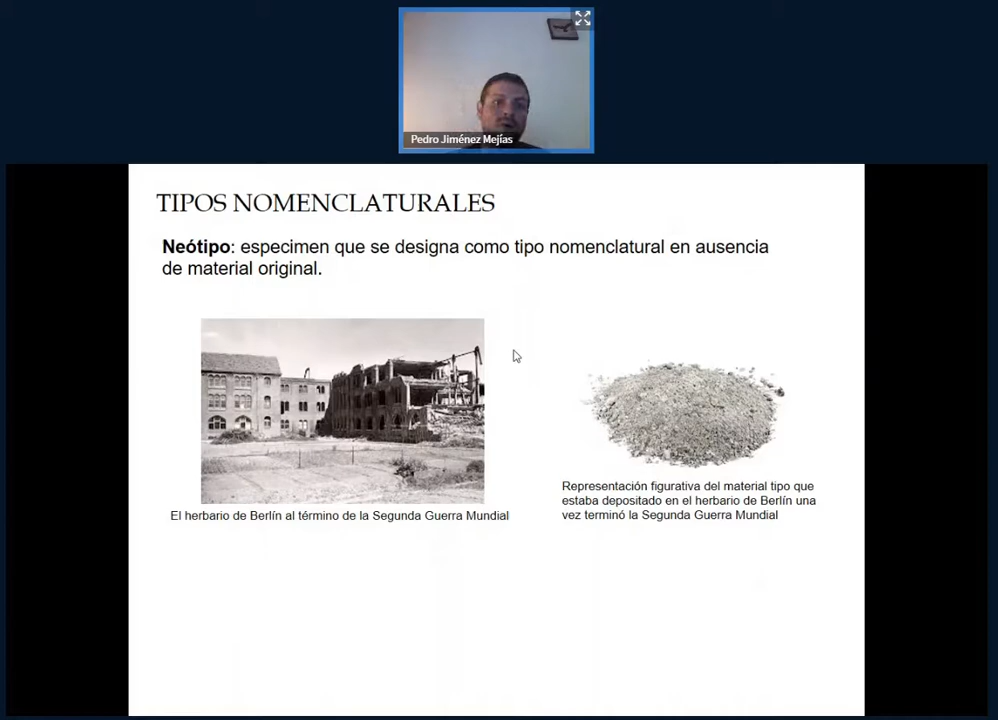 Pedro Jiménez Mejías
TIPOS NOMENCLATURALES
Neótipo: especimen que se designa como tipo nomenclatural en ausencia
de material original.
El herbario de Berlín al término de la Segunda Guerra Mundial
Representación figurativa del material tipo que
estaba depositado en el herbario de Berlín una
vez terminó la Segunda Guerra Mundial